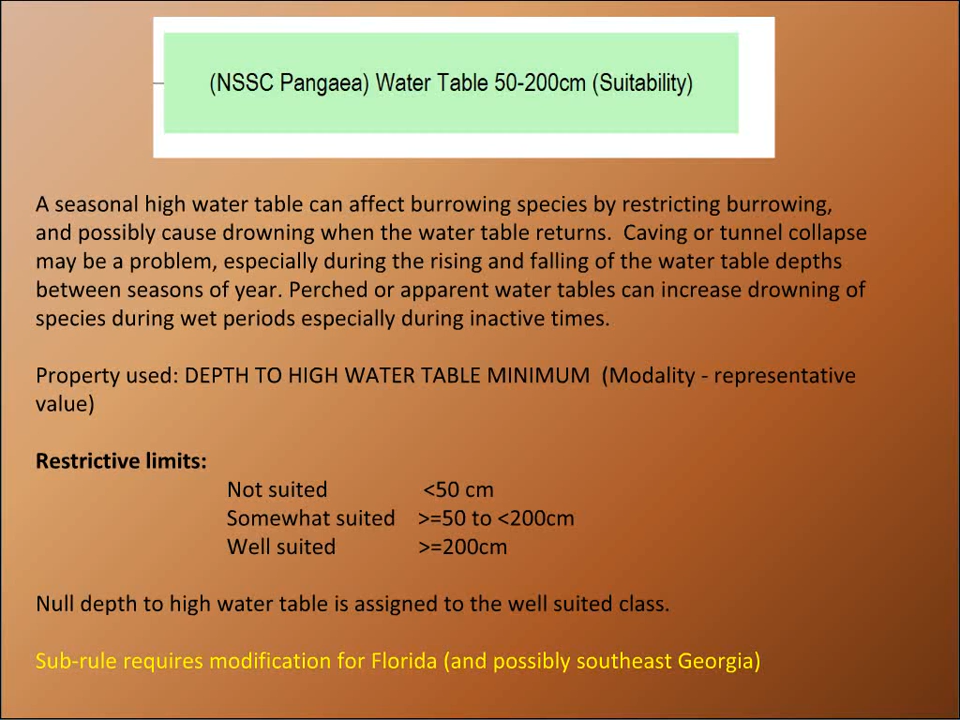 (NSSC Pangaea) Water Table 50-200cm (Suitability)
A seasonal high water table can affect burrowing species by restricting burrowing,
and possibly cause drowning when the water table returns.  Caving or tunnel collapse
may be a problem, especially during the rising and falling of the water table depths
between seasons of year. Perched or apparent water tables can increase drowning of
species during wet periods especially during inactive times.
Property used: DEPTH TO HIGH WATER TABLE MINIMUM  (Modality - representative
value)
Restrictive limits:
Not suited <50 cm
Somewhat suited >=50 to <200cm
Well suited >=200cm
Null depth to high water table is assigned to the well suited class.
Sub-rule requires modification for Florida (and possibly southeast Georgia)